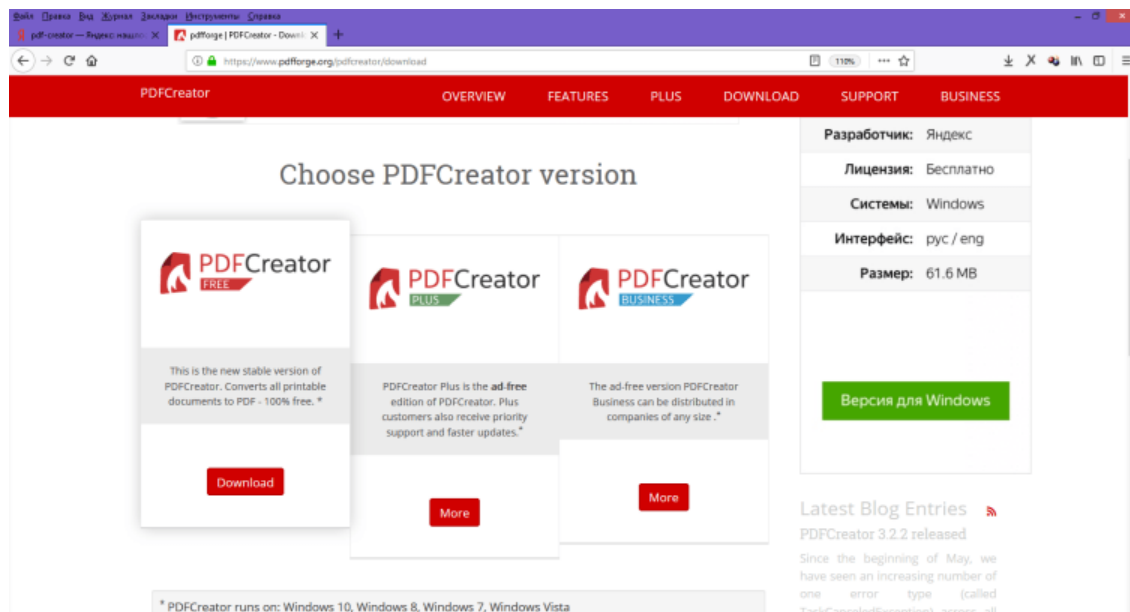 Файл Правка Вид Журнал Закладки Инструменты Справка
pdf-creator — Яндекс: нашло
pdfforge | PDFCreator - Downl
https://www.pdfforge.org/pdfcreator/download
110%
PDFCreator
OVERVIEW FEATURES PLUS DOWNLOAD SUPPORT BUSINESS
Choose PDFCreator version
PDFCreator
FREE
This is the new stable version of
PDFCreator. Converts all printable
documents to PDF - 100% free. *
Download
PDFCreator
PLUS
PDFCreator Plus is the ad-free
edition of PDFCreator. Plus
customers also receive priority
support and faster updates.*
More
PDFCreator
BUSINESS
The ad-free version PDFCreator
Business can be distributed in
companies of any size .*
More
* PDFCreator runs on: Windows 10, Windows 8, Windows 7, Windows Vista
Разработчик: Яндекс
Лицензия: Бесплатно
Системы: Windows
Интерфейс: рус / eng
Размер: 61.6 MB
Версия для Windows
Latest Blog Entries
PDFCreator 3.2.2 released
Since the beginning of May, we
have seen an increasing number of
one error type (called
TaskCanceledException) across all